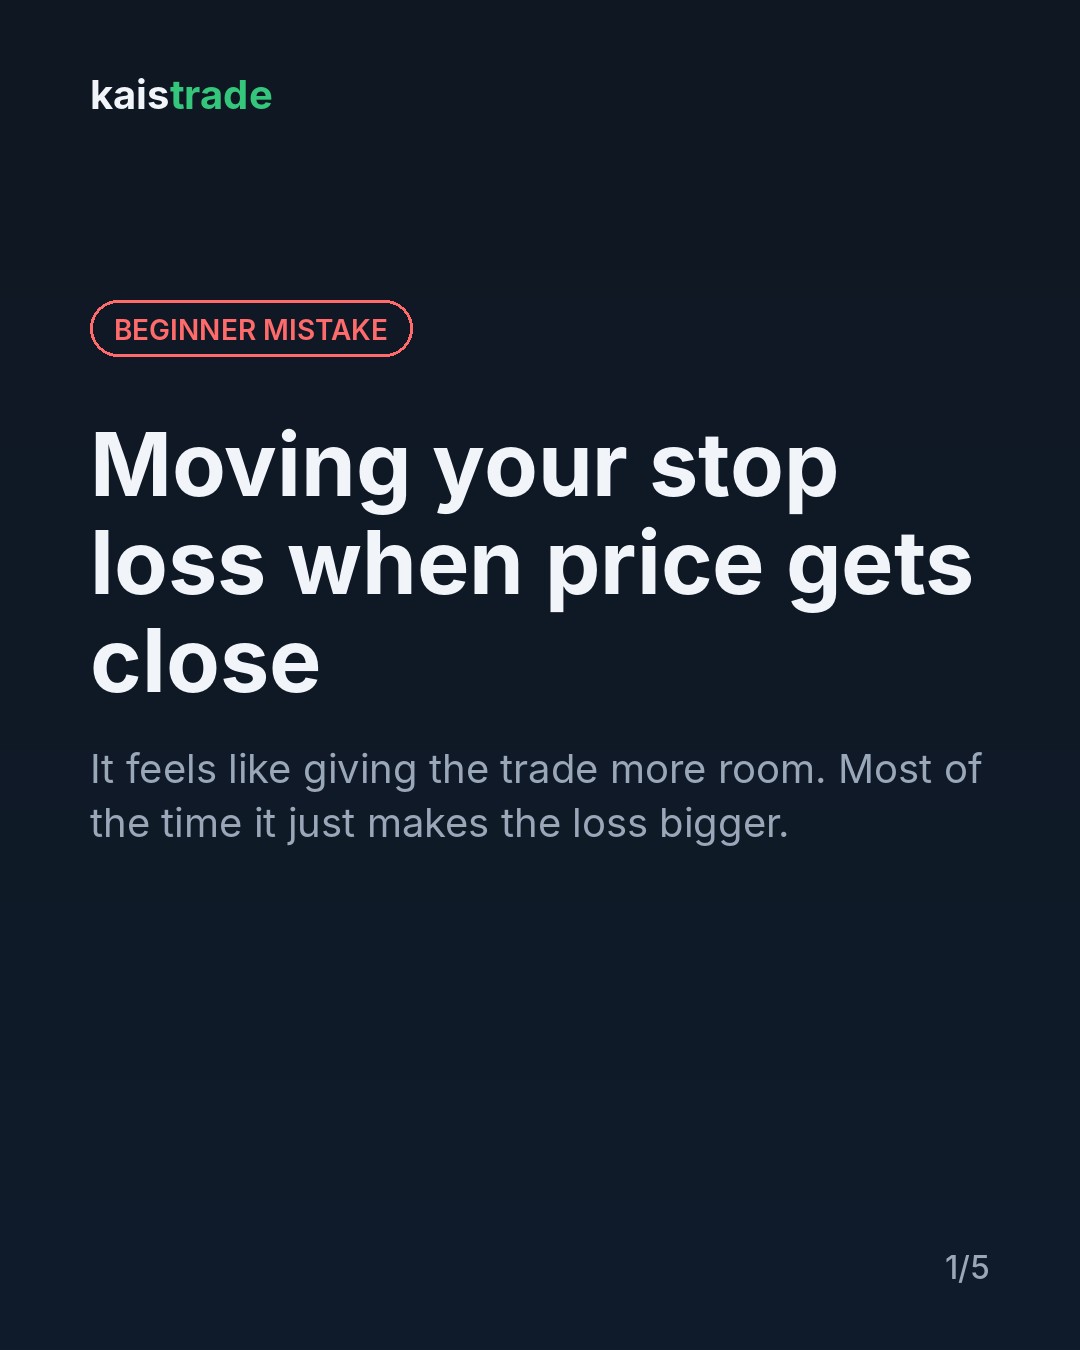 kaistrade
BEGINNER MISTAKE
Moving your stop
loss when price gets
close
It feels like giving the trade more room. Most of
the time it just makes the loss bigger.
1/5